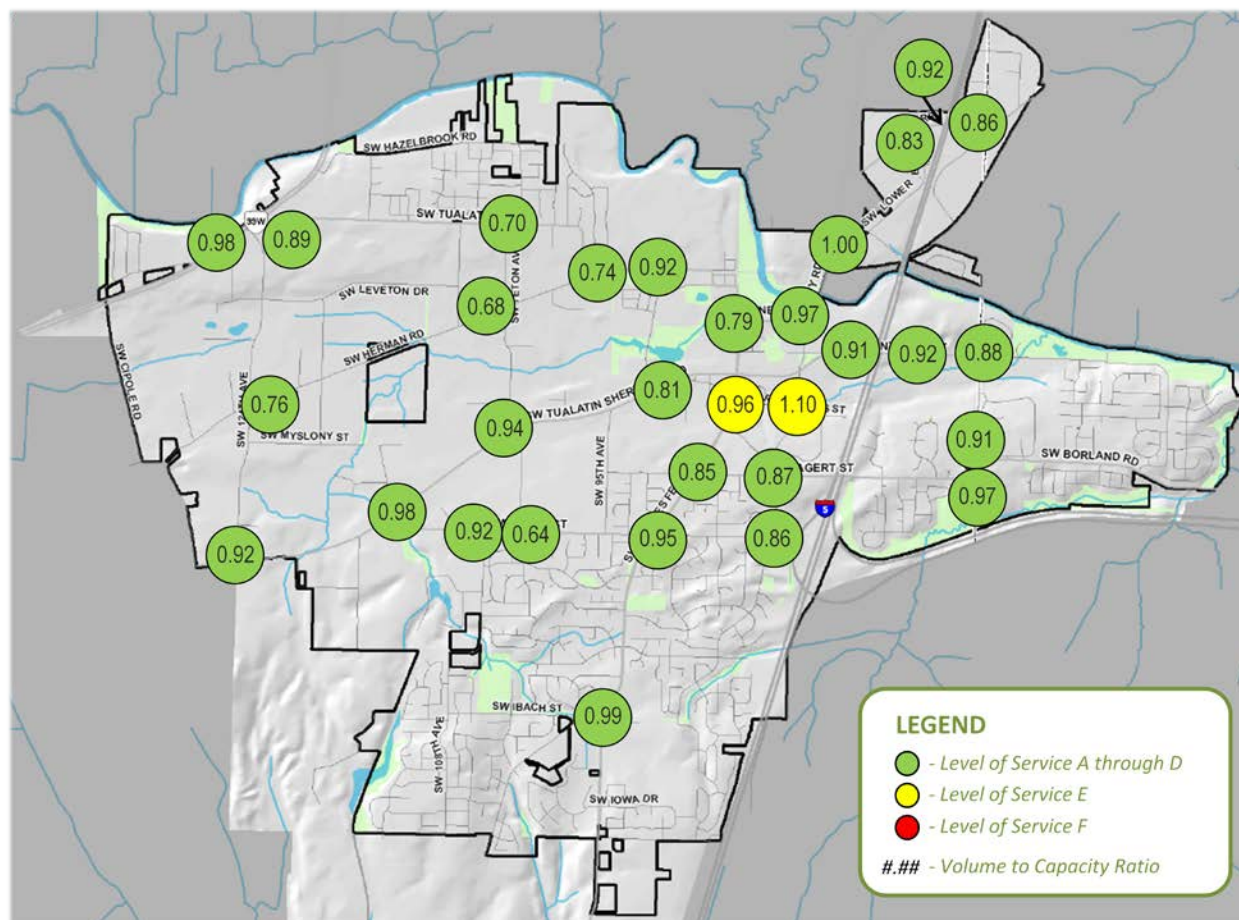 0.92
0.86
0.83
SW HAZELBROOK RD
SW LOWER
99W
SW TUALATIN
0.70
0.98
0.89
1.00
0.74
0.92
SW LEVETON DR
0.68
0.79
0.97
SW HERMAN RD
0.91
0.92
0.88
SW CIPOLE RD
0.76
0.81
SW TUALATIN
0.96
1.10
ST
0.94
SW MYSLONY ST
SW 95TH AVE
0.91
SW BORLAND RD
0.85
0.87
ST
0.97
5
0.98
0.92
0.64
ST
0.95
0.86
0.92
SW IBACH ST
0.99
SW 108TH AVE
SW IOWA DR
LEGEND
- Level of Service A through D
- Level of Service E
- Level of Service F
#.## - Volume to Capacity Ratio